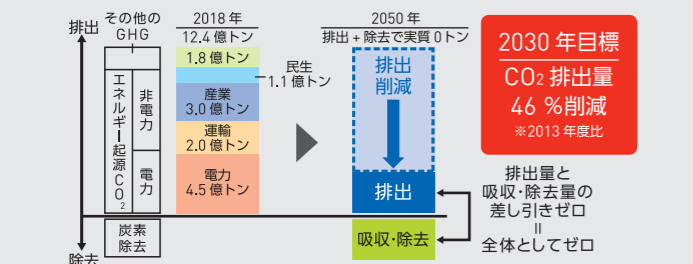 排出
その他の
GHG
エネルギー起源CO2
非電力
電力
炭素
除去
除去
2018年
12.4億トン
1.8億トン
民生
1.1億トン
産業
3.0億トン
運輸
2.0億トン
電力
4.5億トン
2050年
排出+除去で実質0トン
排出
削減
排出
吸収・除去
2030年目標
CO2排出量
46%削減
※2013年度比
排出量と
吸収・除去量の
差し引きゼロ
=
全体としてゼロ